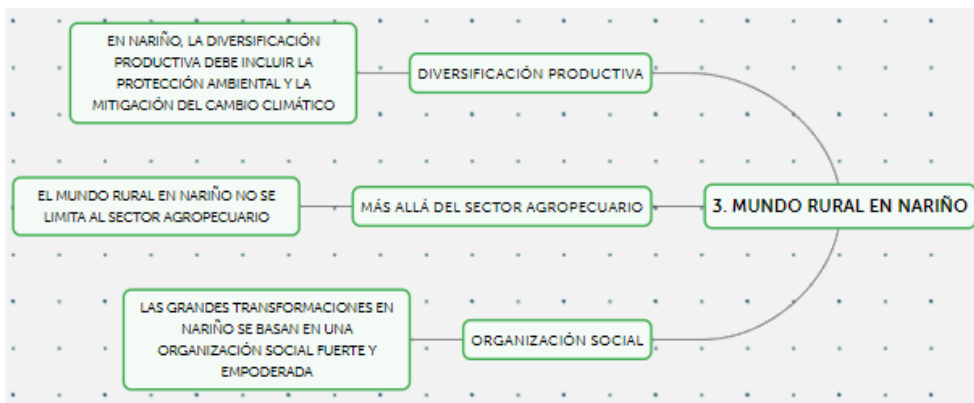 EN NARIÑO, LA DIVERSIFICACIÓN
PRODUCTIVA DEBE INCLUIR LA
PROTECCIÓN AMBIENTAL Y LA
MITIGACIÓN DEL CAMBIO CLIMÁTICO
DIVERSIFICACIÓN PRODUCTIVA
EL MUNDO RURAL EN NARIÑO NO SE
LIMITA AL SECTOR AGROPECUARIO
MÁS ALLÁ DEL SECTOR AGROPECUARIO
3. MUNDO RURAL EN NARIÑO
LAS GRANDES TRANSFORMACIONES EN
NARIÑO SE BASAN EN UNA
ORGANIZACIÓN SOCIAL FUERTE Y
EMPODERADA
ORGANIZACIÓN SOCIAL